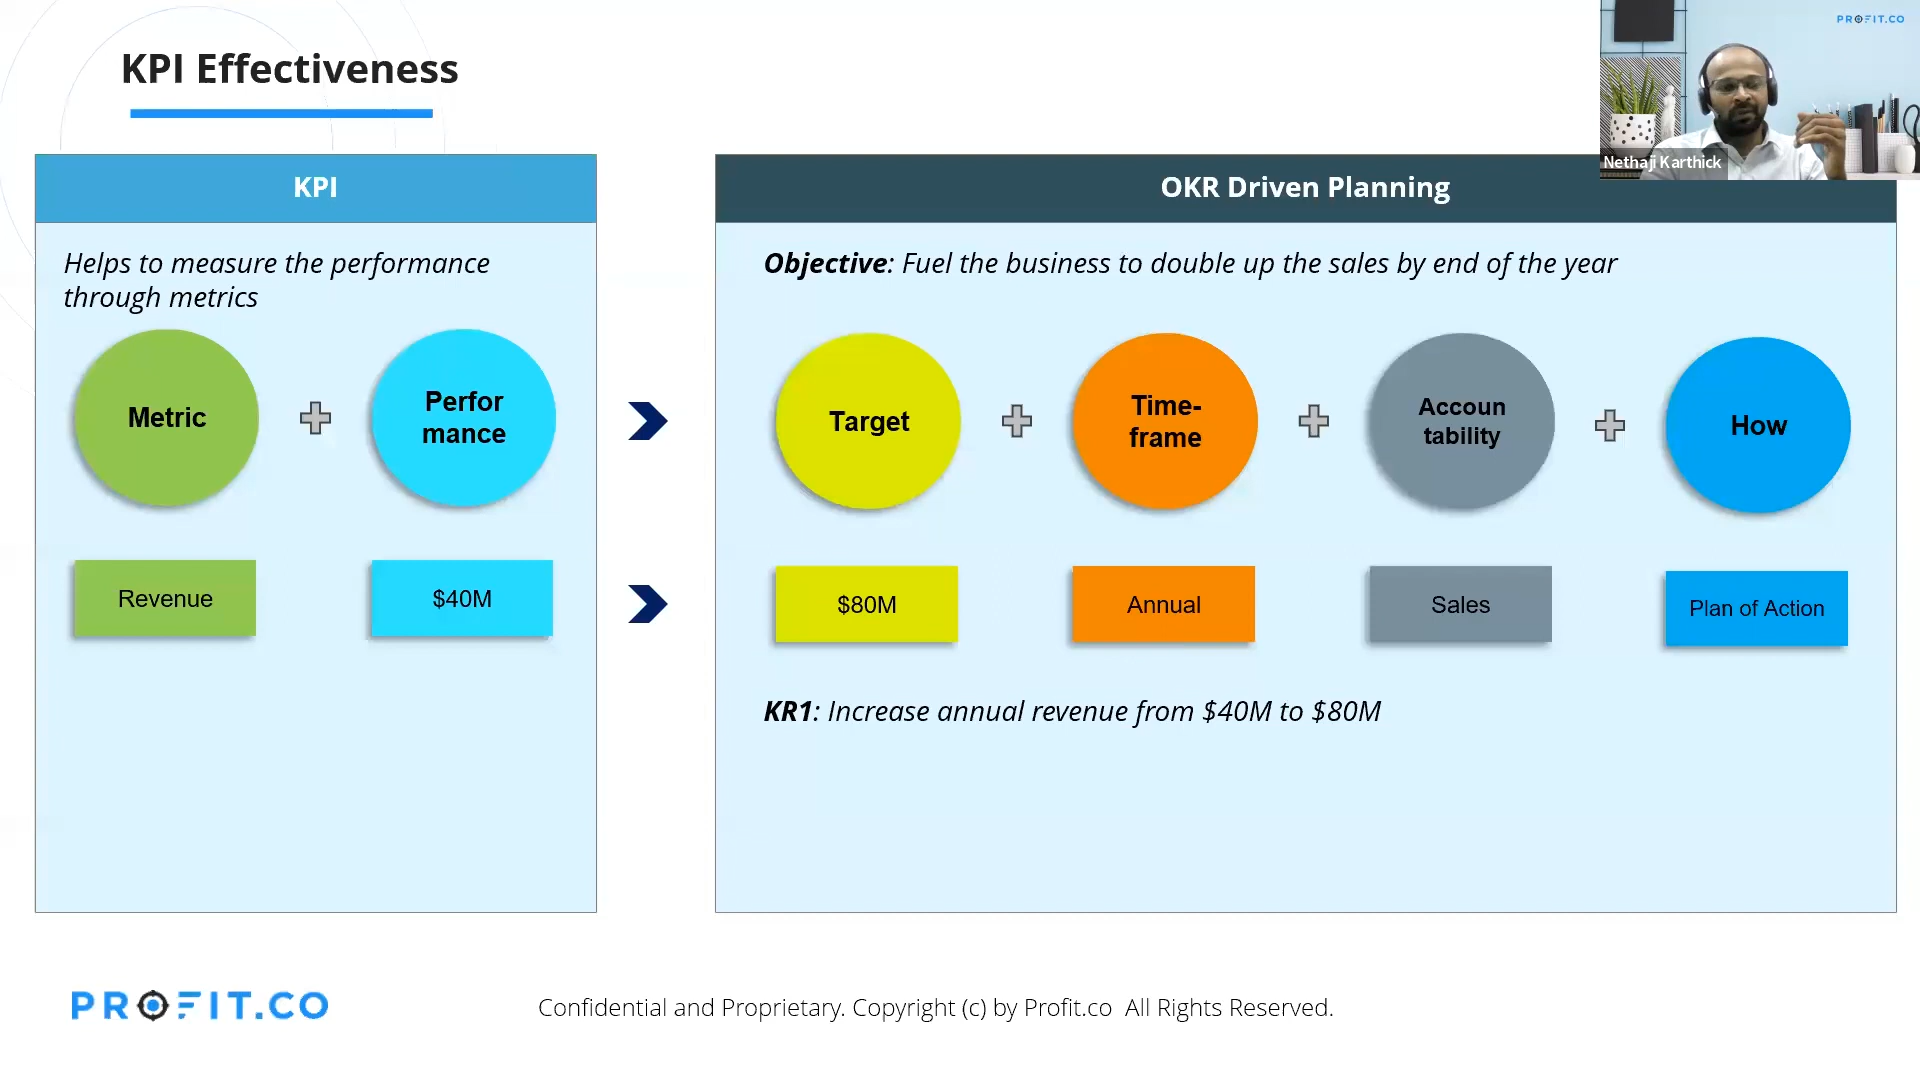 KPI Effectiveness
PROFIT.CO
Nethaji Karthick
KPI
OKR Driven Planning
Helps to measure the performance
through metrics
Objective: Fuel the business to double up the sales by end of the year
Metric
Perfor
mance
Target
Time-
frame
Accoun
tability
How
Revenue
$40M
$80M
Annual
Sales
Plan of Action
KR1: Increase annual revenue from $40M to $80M
PROFIT.CO
Confidential and Proprietary. Copyright (c) by Profit.co All Rights Reserved.